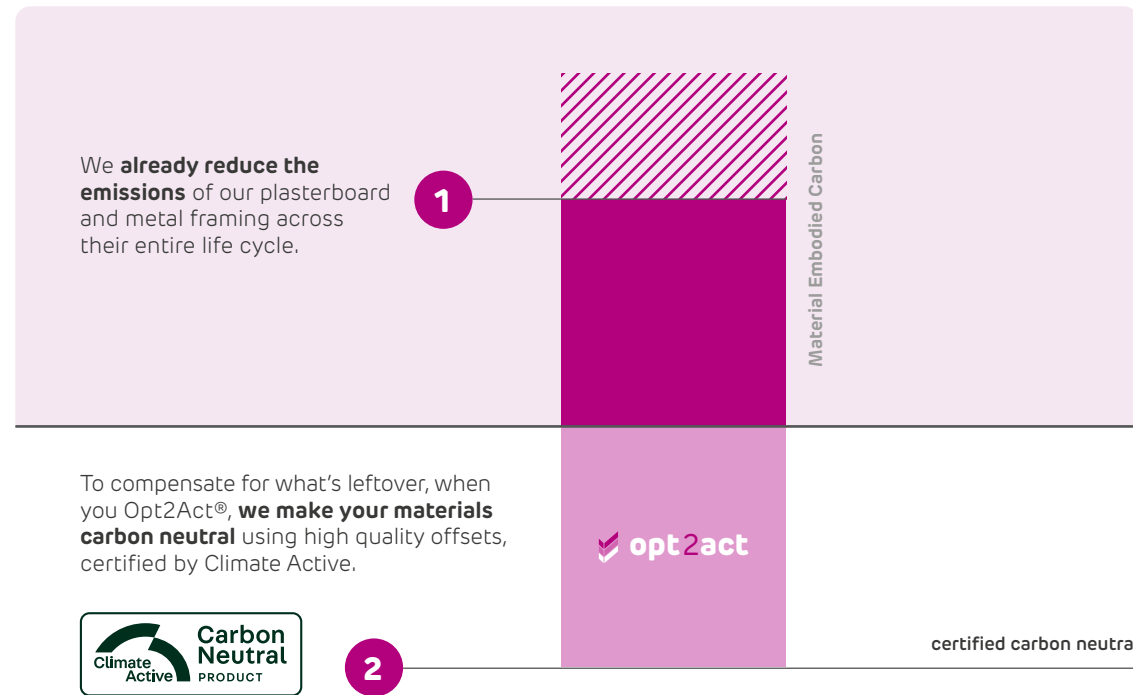 We already reduce the
emissions of our plasterboard
and metal framing across
their entire life cycle.
1
Material Embodied Carbon
To compensate for what's leftover, when
you Opt2Act®, we make your materials
carbon neutral using high quality offsets,
certified by Climate Active.
opt2act
Climate
Active
Carbon
Neutral
PRODUCT
2
certified carbon neutra